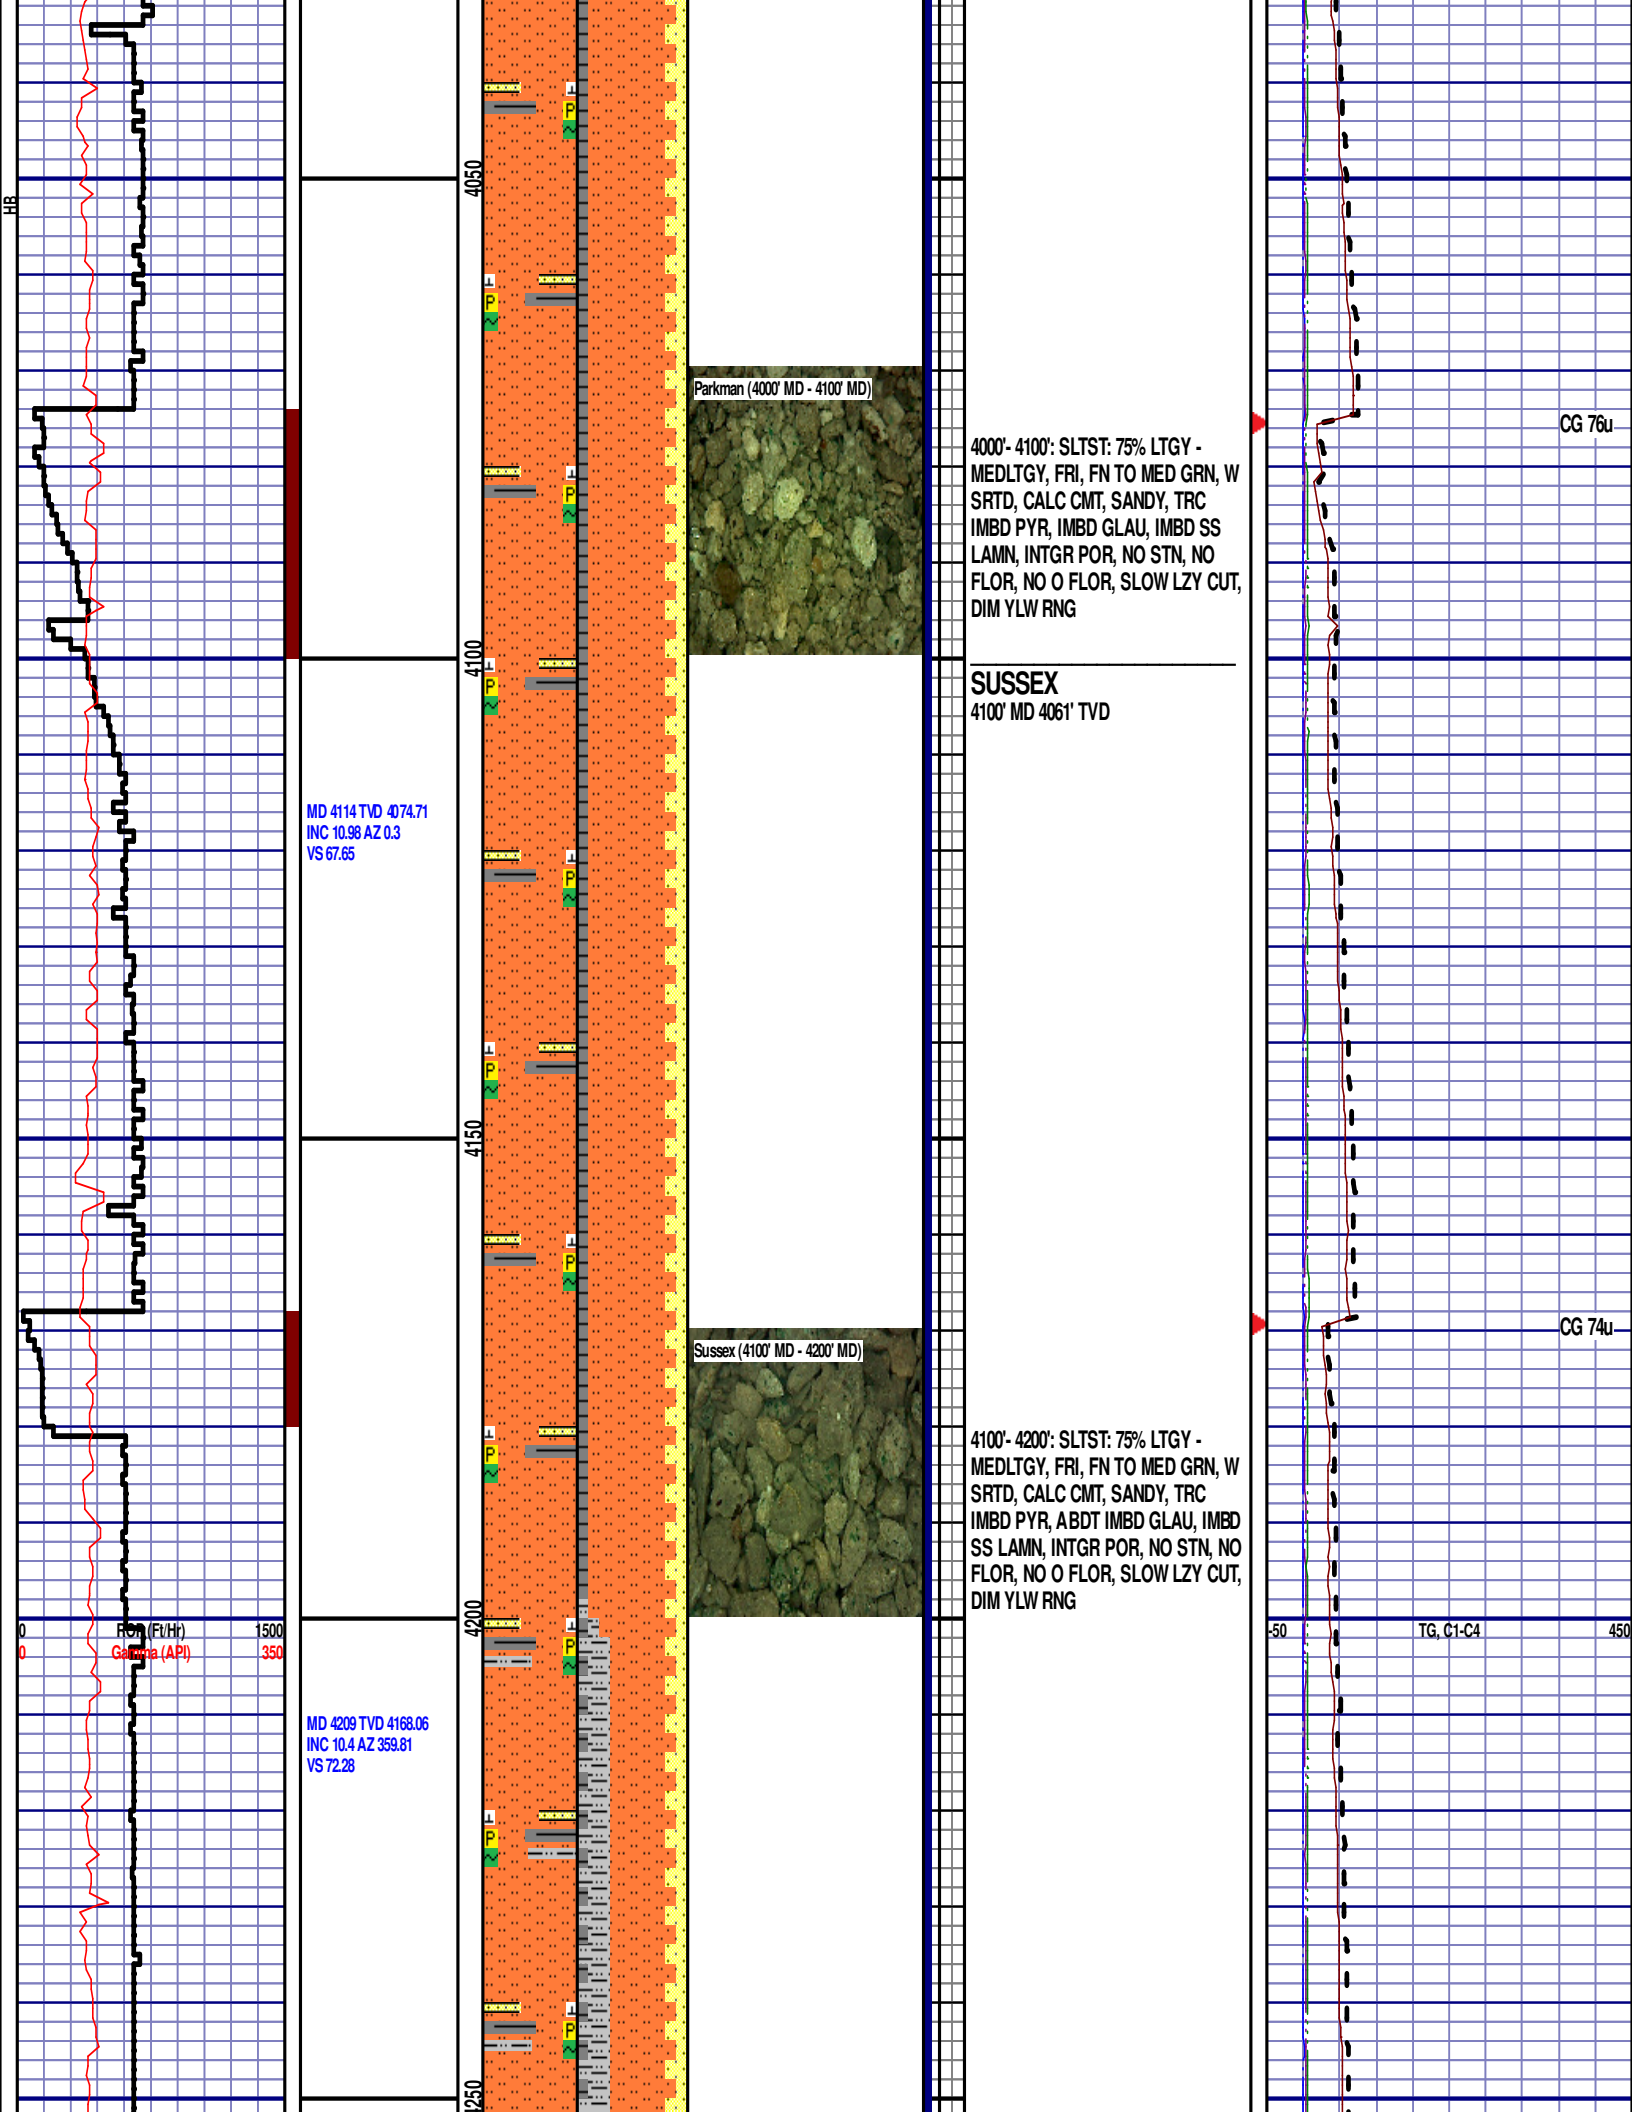 HB
4050
Parkman (4000' MD - 4100' MD)
CG 76u
4000'- 4100': SLTST: 75% LTGY -
MEDLTGY, FRI, FN TO MED GRN, W
SRTD, CALC CMT, SANDY, TRC
IMBD PYR, IMBD GLAU, IMBD SS
LAMN, INTGR POR, NO STN, NO
FLOR, NO O FLOR, SLOW LZY CUT,
DIM YLW RNG
4100
SUSSEX
4100' MD 4061' TVD
MD 4114 TVD 4074.71
INC 10.98 AZ 0.3
VS 67.65
4150
CG 74u
Sussex (4100' MD - 4200' MD)
4100'- 4200': SLTST: 75% LTGY -
MEDLTGY, FRI, FN TO MED GRN, W
SRTD, CALC CMT, SANDY, TRC
IMBD PYR, ABDT IMBD GLAU, IMBD
SS LAMN, INTGR POR, NO STN, NO
FLOR, NO O FLOR, SLOW LZY CUT,
DIM YLW RNG
4200
0 ROP (Ft/Hr) 1500
0 Gamma (API) 350
-50 TG, C1-C4 450
MD 4209 TVD 4168.06
INC 10.4 AZ 359.81
VS 72.28
4250